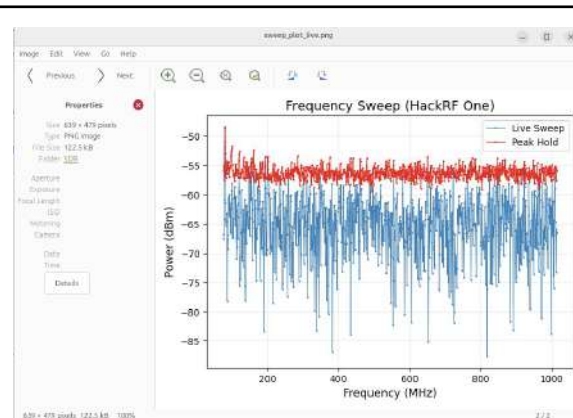 sweep_plot_live.png
Image Edit View Go Help
Previous Next
Properties
Size 639 × 479 pixels
Type PNG image
File Size 122.5 kB
Folder SDR
Aperture
Exposure
Focal Length
ISO
Metering
Camera
Date
Time
Details
Frequency Sweep (HackRF One)
Live Sweep
Peak Hold
Power (dBm)
−50
−55
−60
−65
−70
−75
−80
−85
200 400 600 800 1000
Frequency (MHz)
639 × 479 pixels 122.5 kB 100%
2 / 2